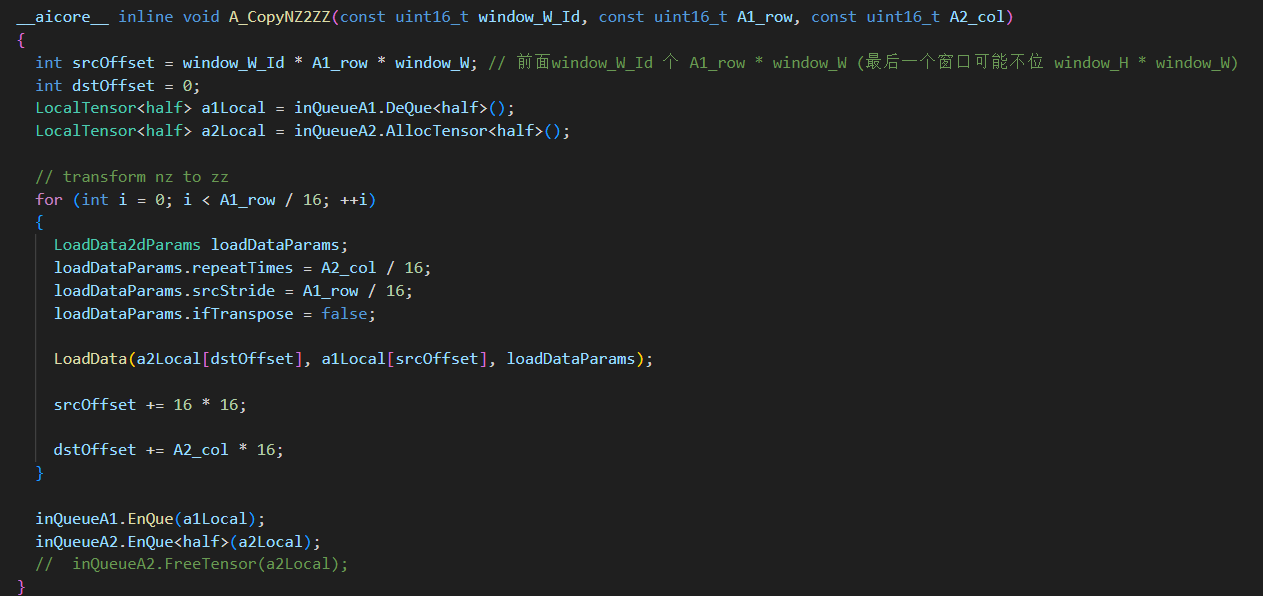 __aicore__ inline void A_CopyNZ2ZZ(const uint16_t window_W_Id, const uint16_t A1_row, const uint16_t A2_col)
{
  int srcOffset = window_W_Id * A1_row * window_W; // 前面window_W_Id 个 A1_row * window_W (最后一个窗口可能不位 window_H * window_W)
  int dstOffset = 0;
  LocalTensor<half> a1Local = inQueueA1.DeQue<half>();
  LocalTensor<half> a2Local = inQueueA2.AllocTensor<half>();

  // transform nz to zz
  for (int i = 0; i < A1_row / 16; ++i)
  {
    LoadData2dParams loadDataParams;
    loadDataParams.repeatTimes = A2_col / 16;
    loadDataParams.srcStride = A1_row / 16;
    loadDataParams.ifTranspose = false;

    LoadData(a2Local[dstOffset], a1Local[srcOffset], loadDataParams);

    srcOffset += 16 * 16;

    dstOffset += A2_col * 16;
  }

  inQueueA1.EnQue(a1Local);
  inQueueA2.EnQue<half>(a2Local);
  //  inQueueA2.FreeTensor(a2Local);
}